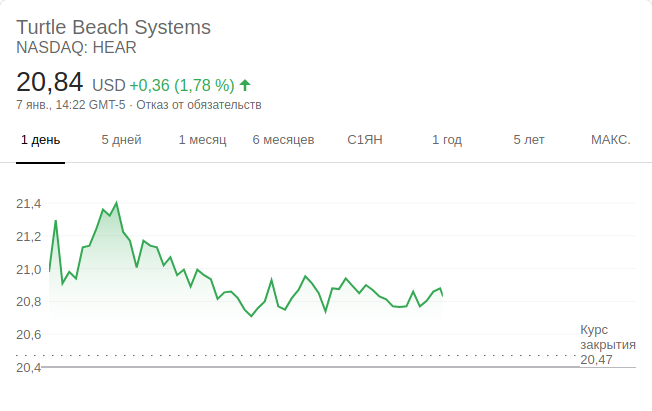 Turtle Beach Systems
NASDAQ: HEAR
20,84 USD +0,36 (1,78 %)
7 янв., 14:22 GMT-5 · Отказ от обязательств
1 день 5 дней 1 месяц 6 месяцев С1ЯН 1 год 5 лет МАКС.
21,4
21,2
21,0
20,8
20,6
20,4
Курс
закрытия
20,47